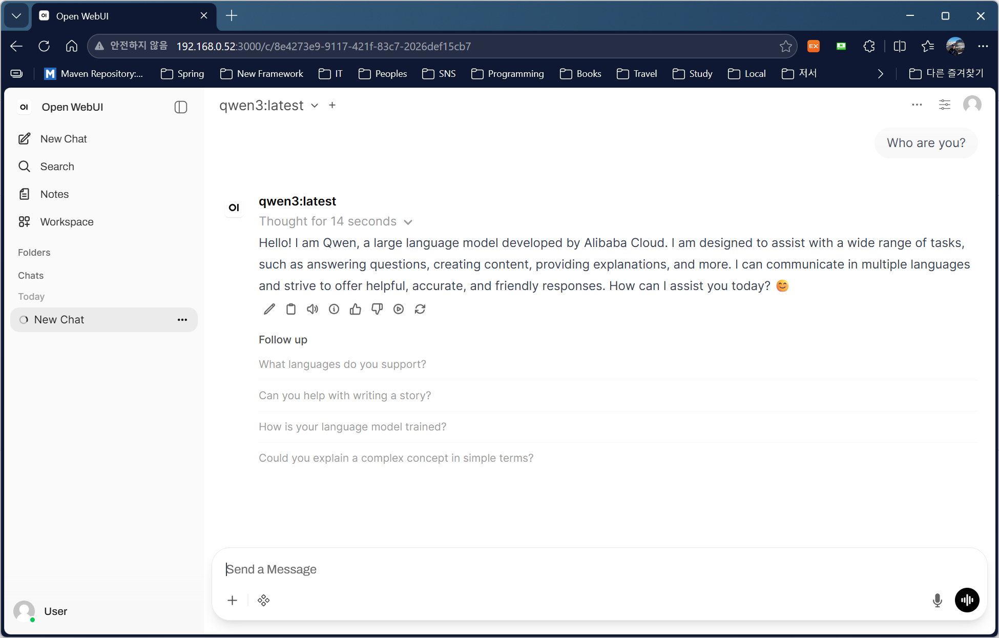 OI Open WebUI
안전하지 않음 192.168.0.52:3000/c/8e4273e9-9117-421f-83c7-2026def15cb7
EX
N
M Maven Repository:... Spring New Framework IT Peoples SNS Programming Books Travel Study Local 저서 다른 즐겨찾기
OI Open WebUI
New Chat
Search
Notes
Workspace
Folders
Chats
Today
New Chat
User
qwen3:latest
Who are you?
OI
qwen3:latest
Thought for 14 seconds
Hello! I am Qwen, a large language model developed by Alibaba Cloud. I am designed to assist with a wide range of tasks,
such as answering questions, creating content, providing explanations, and more. I can communicate in multiple languages
and strive to offer helpful, accurate, and friendly responses. How can I assist you today? 😊
Follow up
What languages do you support?
Can you help with writing a story?
How is your language model trained?
Could you explain a complex concept in simple terms?
Send a Message